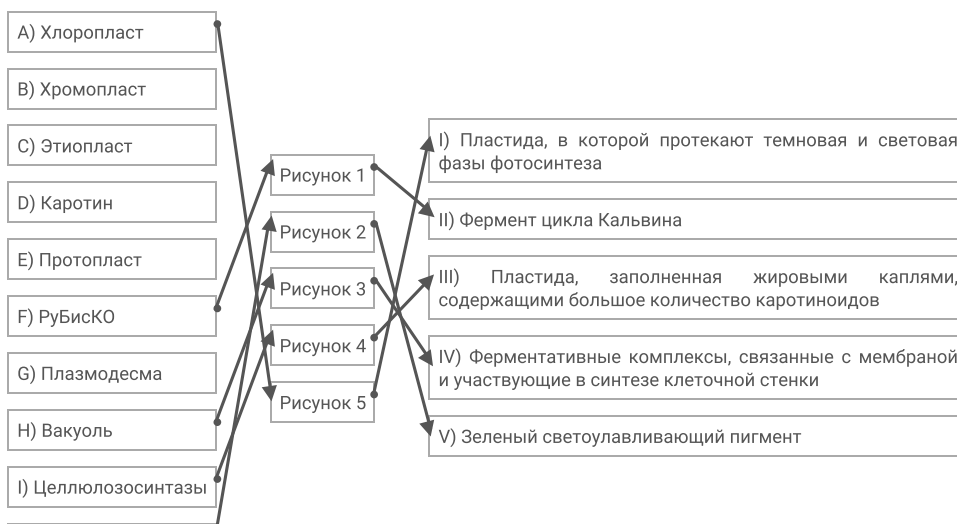 A) Хлоропласт
B) Хромопласт
C) Этиопласт
D) Каротин
E) Протопласт
F) РуБисКО
G) Плазмодесма
H) Вакуоль
I) Целлюлозосинтазы
Рисунок 1
Рисунок 2
Рисунок 3
Рисунок 4
Рисунок 5
I) Пластида, в которой протекают темновая и световая
фазы фотосинтеза
II) Фермент цикла Кальвина
III) Пластида, заполненная жировыми каплями,
содержащими большое количество каротиноидов
IV) Ферментативные комплексы, связанные с мембраной
и участвующие в синтезе клеточной стенки
V) Зеленый светоулавливающий пигмент